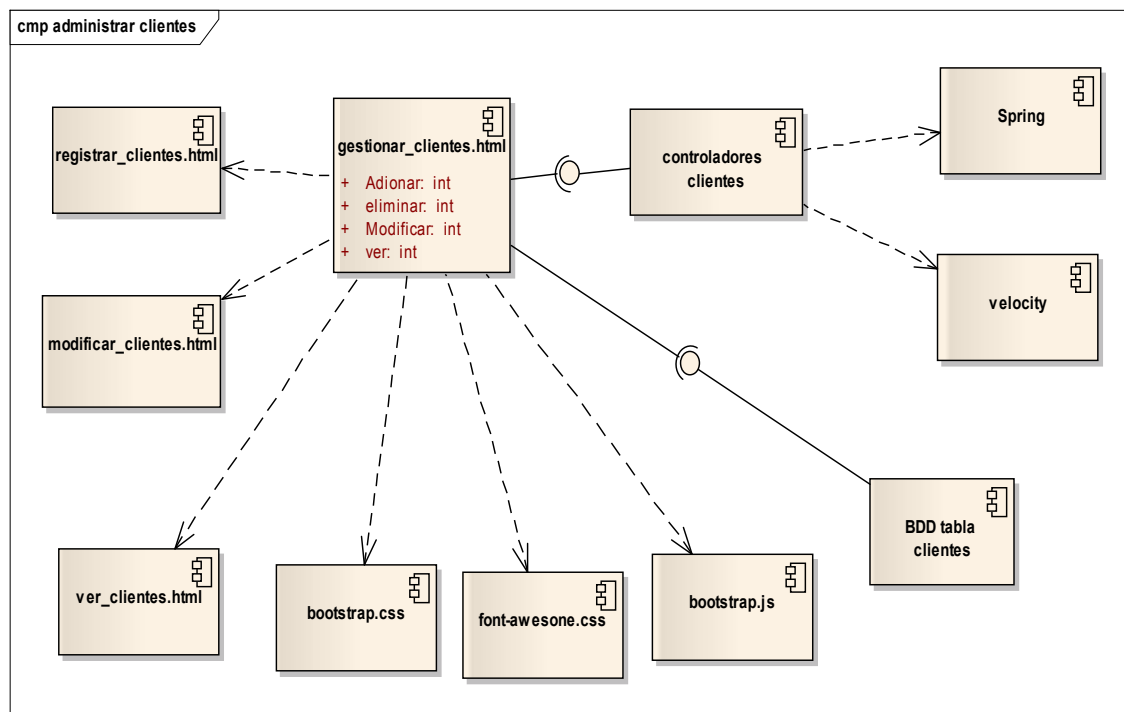 cmp administrar clientes
registrar_clientes.html
gestionar_clientes.html
+ Adionar: int
+ eliminar: int
+ Modificar: int
+ ver: int
controladores
clientes
Spring
velocity
modificar_clientes.html
BDD tabla
clientes
ver_clientes.html
bootstrap.css
font-awesone.css
bootstrap.js